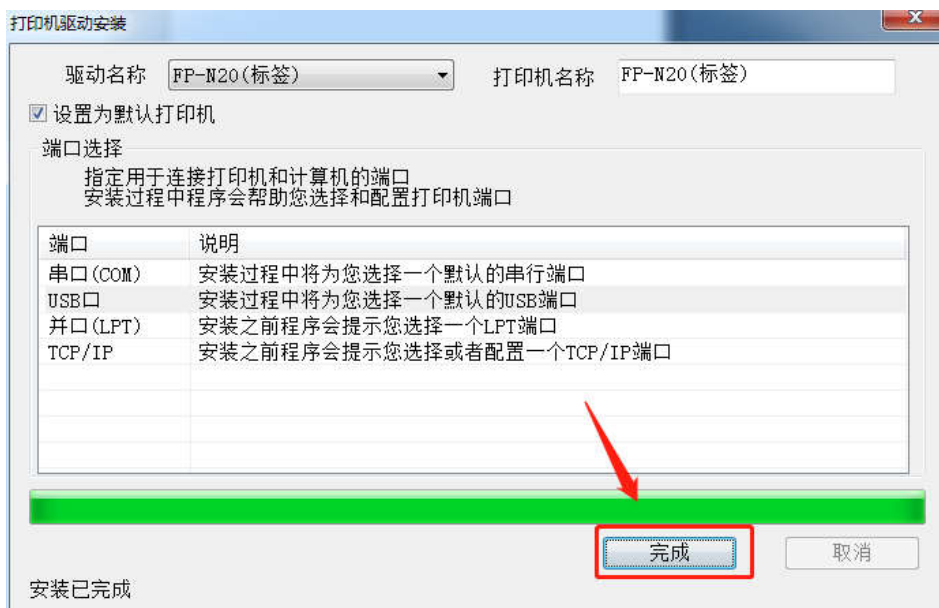 打印机驱动安装
驱动名称 FP-N20(标签) 打印机名称 FP-N20(标签)
设置为默认打印机
端口选择
指定用于连接打印机和计算机的端口
安装过程中程序会帮助您选择和配置打印机端口
端口 说明
串口(COM) 安装过程中将为您选择一个默认的串行端口
USB口 安装过程中将为您选择一个默认的USB端口
并口(LPT) 安装之前程序会提示您选择一个LPT端口
TCP/IP 安装之前程序会提示您选择或者配置一个TCP/IP端口
完成 取消
安装已完成